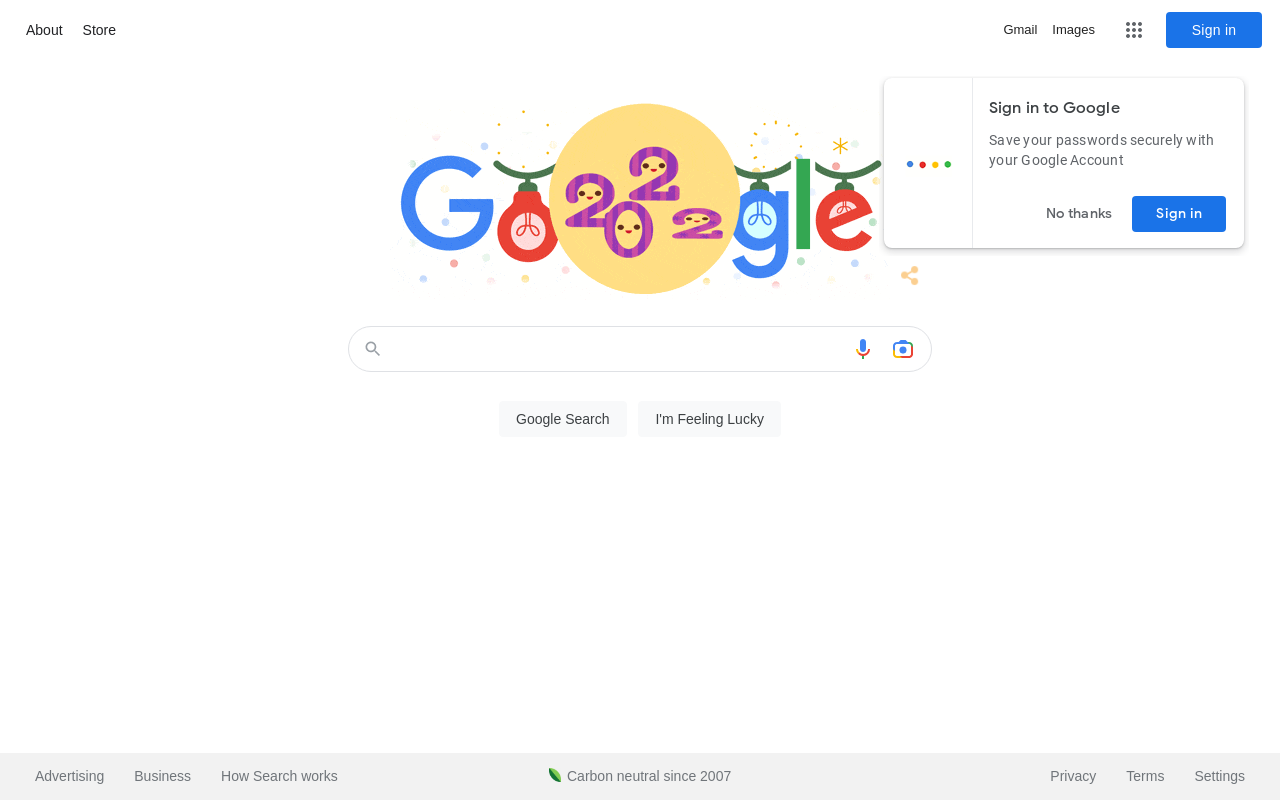 About Store
Gmail Images Sign in
Sign in to Google
Save your passwords securely with
your Google Account
No thanks Sign in
G 2022 gle
Google Search I'm Feeling Lucky
Advertising Business How Search works
Carbon neutral since 2007
Privacy Terms Settings